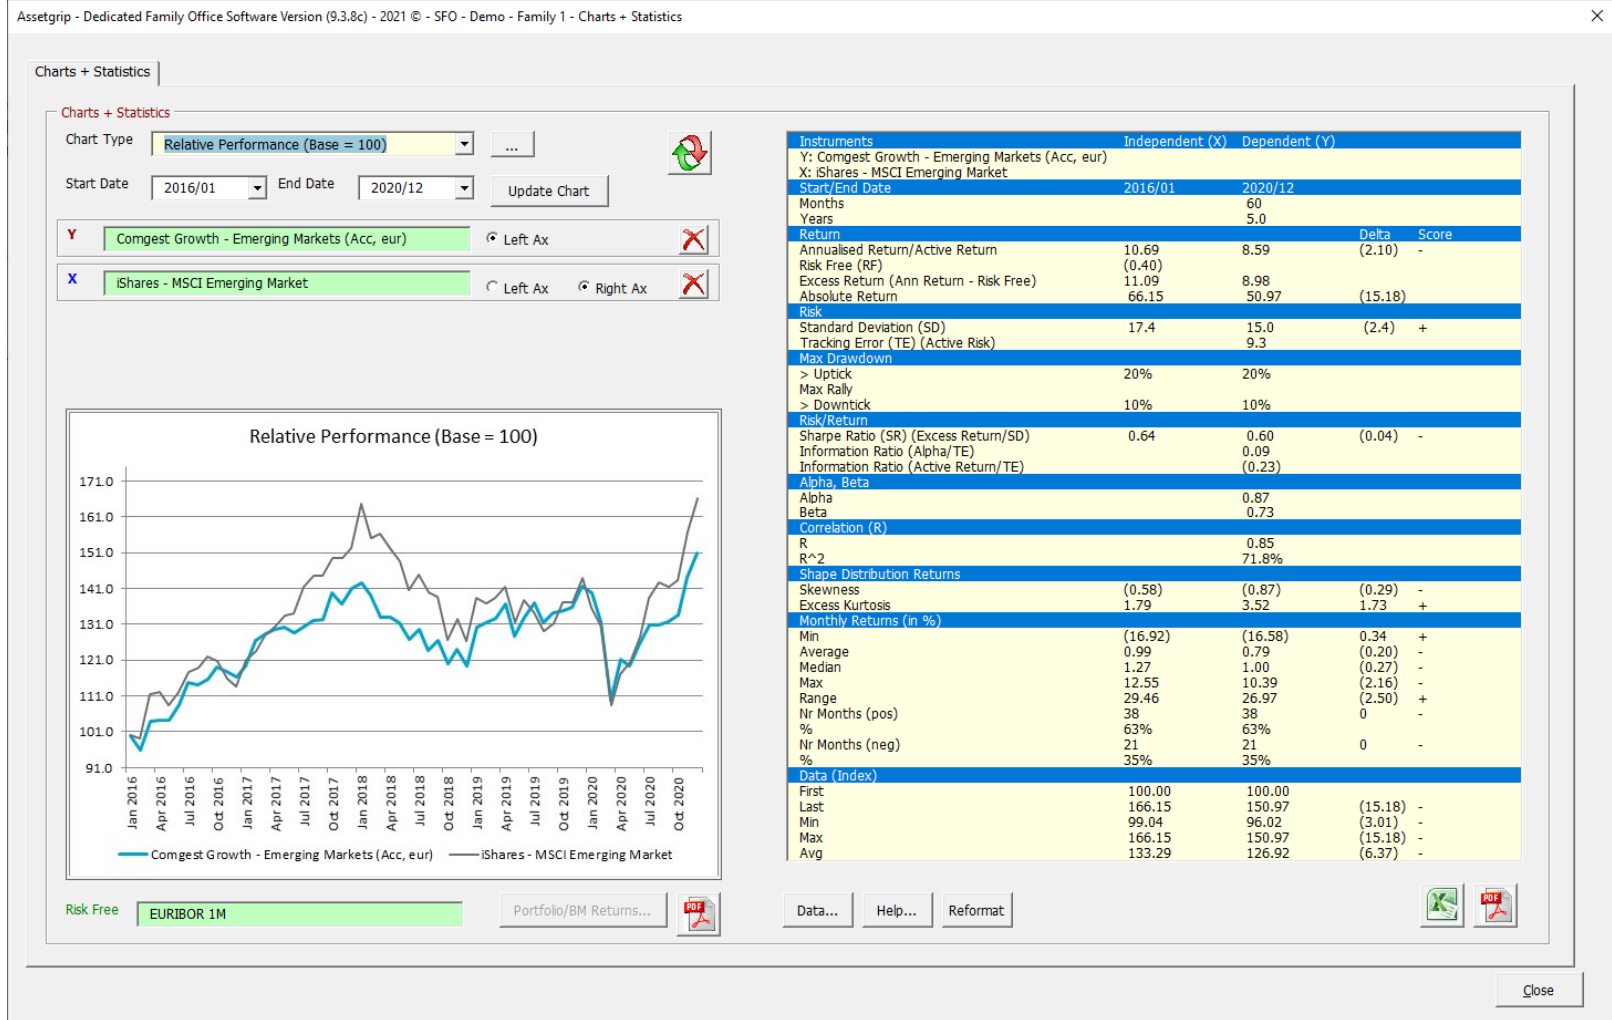 Assetgrip - Dedicated Family Office Software Version (9.3.8c) - 2021 © - SFO - Demo - Family 1 - Charts + Statistics
Charts + Statistics
Charts + Statistics
Chart Type Relative Performance (Base = 100) ...
Start Date 2016/01 End Date 2020/12 Update Chart
Y Comgest Growth - Emerging Markets (Acc, eur) Left Ax
X iShares - MSCI Emerging Market Left Ax Right Ax
Relative Performance (Base = 100)
171.0
161.0
151.0
141.0
131.0
121.0
111.0
101.0
91.0
Jan 2016 Apr 2016 Jul 2016 Oct 2016 Jan 2017 Apr 2017 Jul 2017 Oct 2017 Jan 2018 Apr 2018 Jul 2018 Oct 2018 Jan 2019 Apr 2019 Jul 2019 Oct 2019 Jan 2020 Apr 2020 Jul 2020 Oct 2020
Comgest Growth - Emerging Markets (Acc, eur) iShares - MSCI Emerging Market
Risk Free EURIBOR 1M Portfolio/BM Returns... PDF
Instruments Independent (X) Dependent (Y)
Y: Comgest Growth - Emerging Markets (Acc, eur)
X: iShares - MSCI Emerging Market
Start/End Date 2016/01 2020/12
Months 60
Years 5.0
Return Delta Score
Annualised Return/Active Return 10.69 8.59 (2.10) -
Risk Free (RF) (0.40)
Excess Return (Ann Return - Risk Free) 11.09 8.98
Absolute Return 66.15 50.97 (15.18)
Risk
Standard Deviation (SD) 17.4 15.0 (2.4) +
Tracking Error (TE) (Active Risk) 9.3
Max Drawdown
> Uptick 20% 20%
Max Rally
> Downtick 10% 10%
Risk/Return
Sharpe Ratio (SR) (Excess Return/SD) 0.64 0.60 (0.04) -
Information Ratio (Alpha/TE) 0.09
Information Ratio (Active Return/TE) (0.23)
Alpha, Beta
Alpha 0.87
Beta 0.73
Correlation (R)
R 0.85
R^2 71.8%
Shape Distribution Returns
Skewness (0.58) (0.87) (0.29) -
Excess Kurtosis 1.79 3.52 1.73 +
Monthly Returns (in %)
Min (16.92) (16.58) 0.34 +
Average 0.99 0.79 (0.20) -
Median 1.27 1.00 (0.27) -
Max 12.55 10.39 (2.16) -
Range 29.46 26.97 (2.50) +
Nr Months (pos) 38 38 0 -
% 63% 63%
Nr Months (neg) 21 21 0 -
% 35% 35%
Data (Index)
First 100.00 100.00
Last 166.15 150.97 (15.18) -
Min 99.04 96.02 (3.01) -
Max 166.15 150.97 (15.18) -
Avg 133.29 126.92 (6.37) -
Data... Help... Reformat PDF
Close